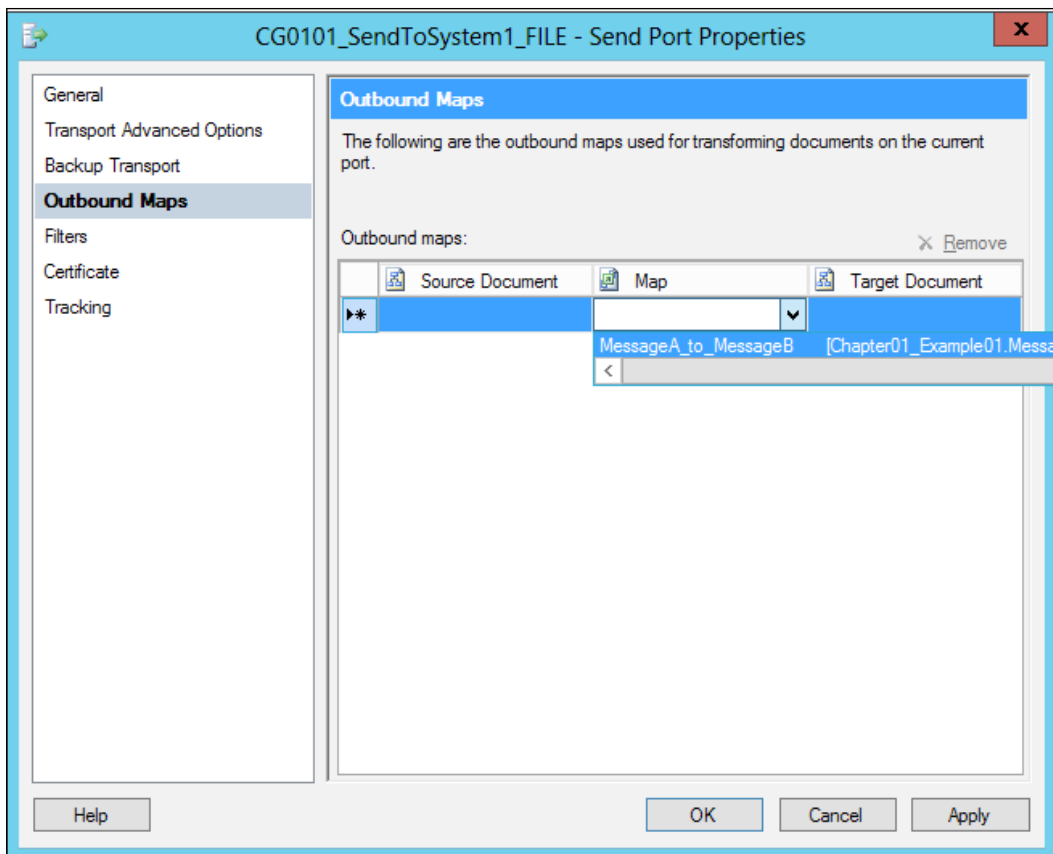 CG0101_SendToSystem1_FILE - Send Port Properties
x
General
Transport Advanced Options
Backup Transport
Outbound Maps
Filters
Certificate
Tracking
Outbound Maps
The following are the outbound maps used for transforming documents on the current
port.
Outbound maps:
Remove
Source Document Map Target Document
MessageA_to_MessageB [Chapter01_Example01.Messa
Help OK Cancel Apply